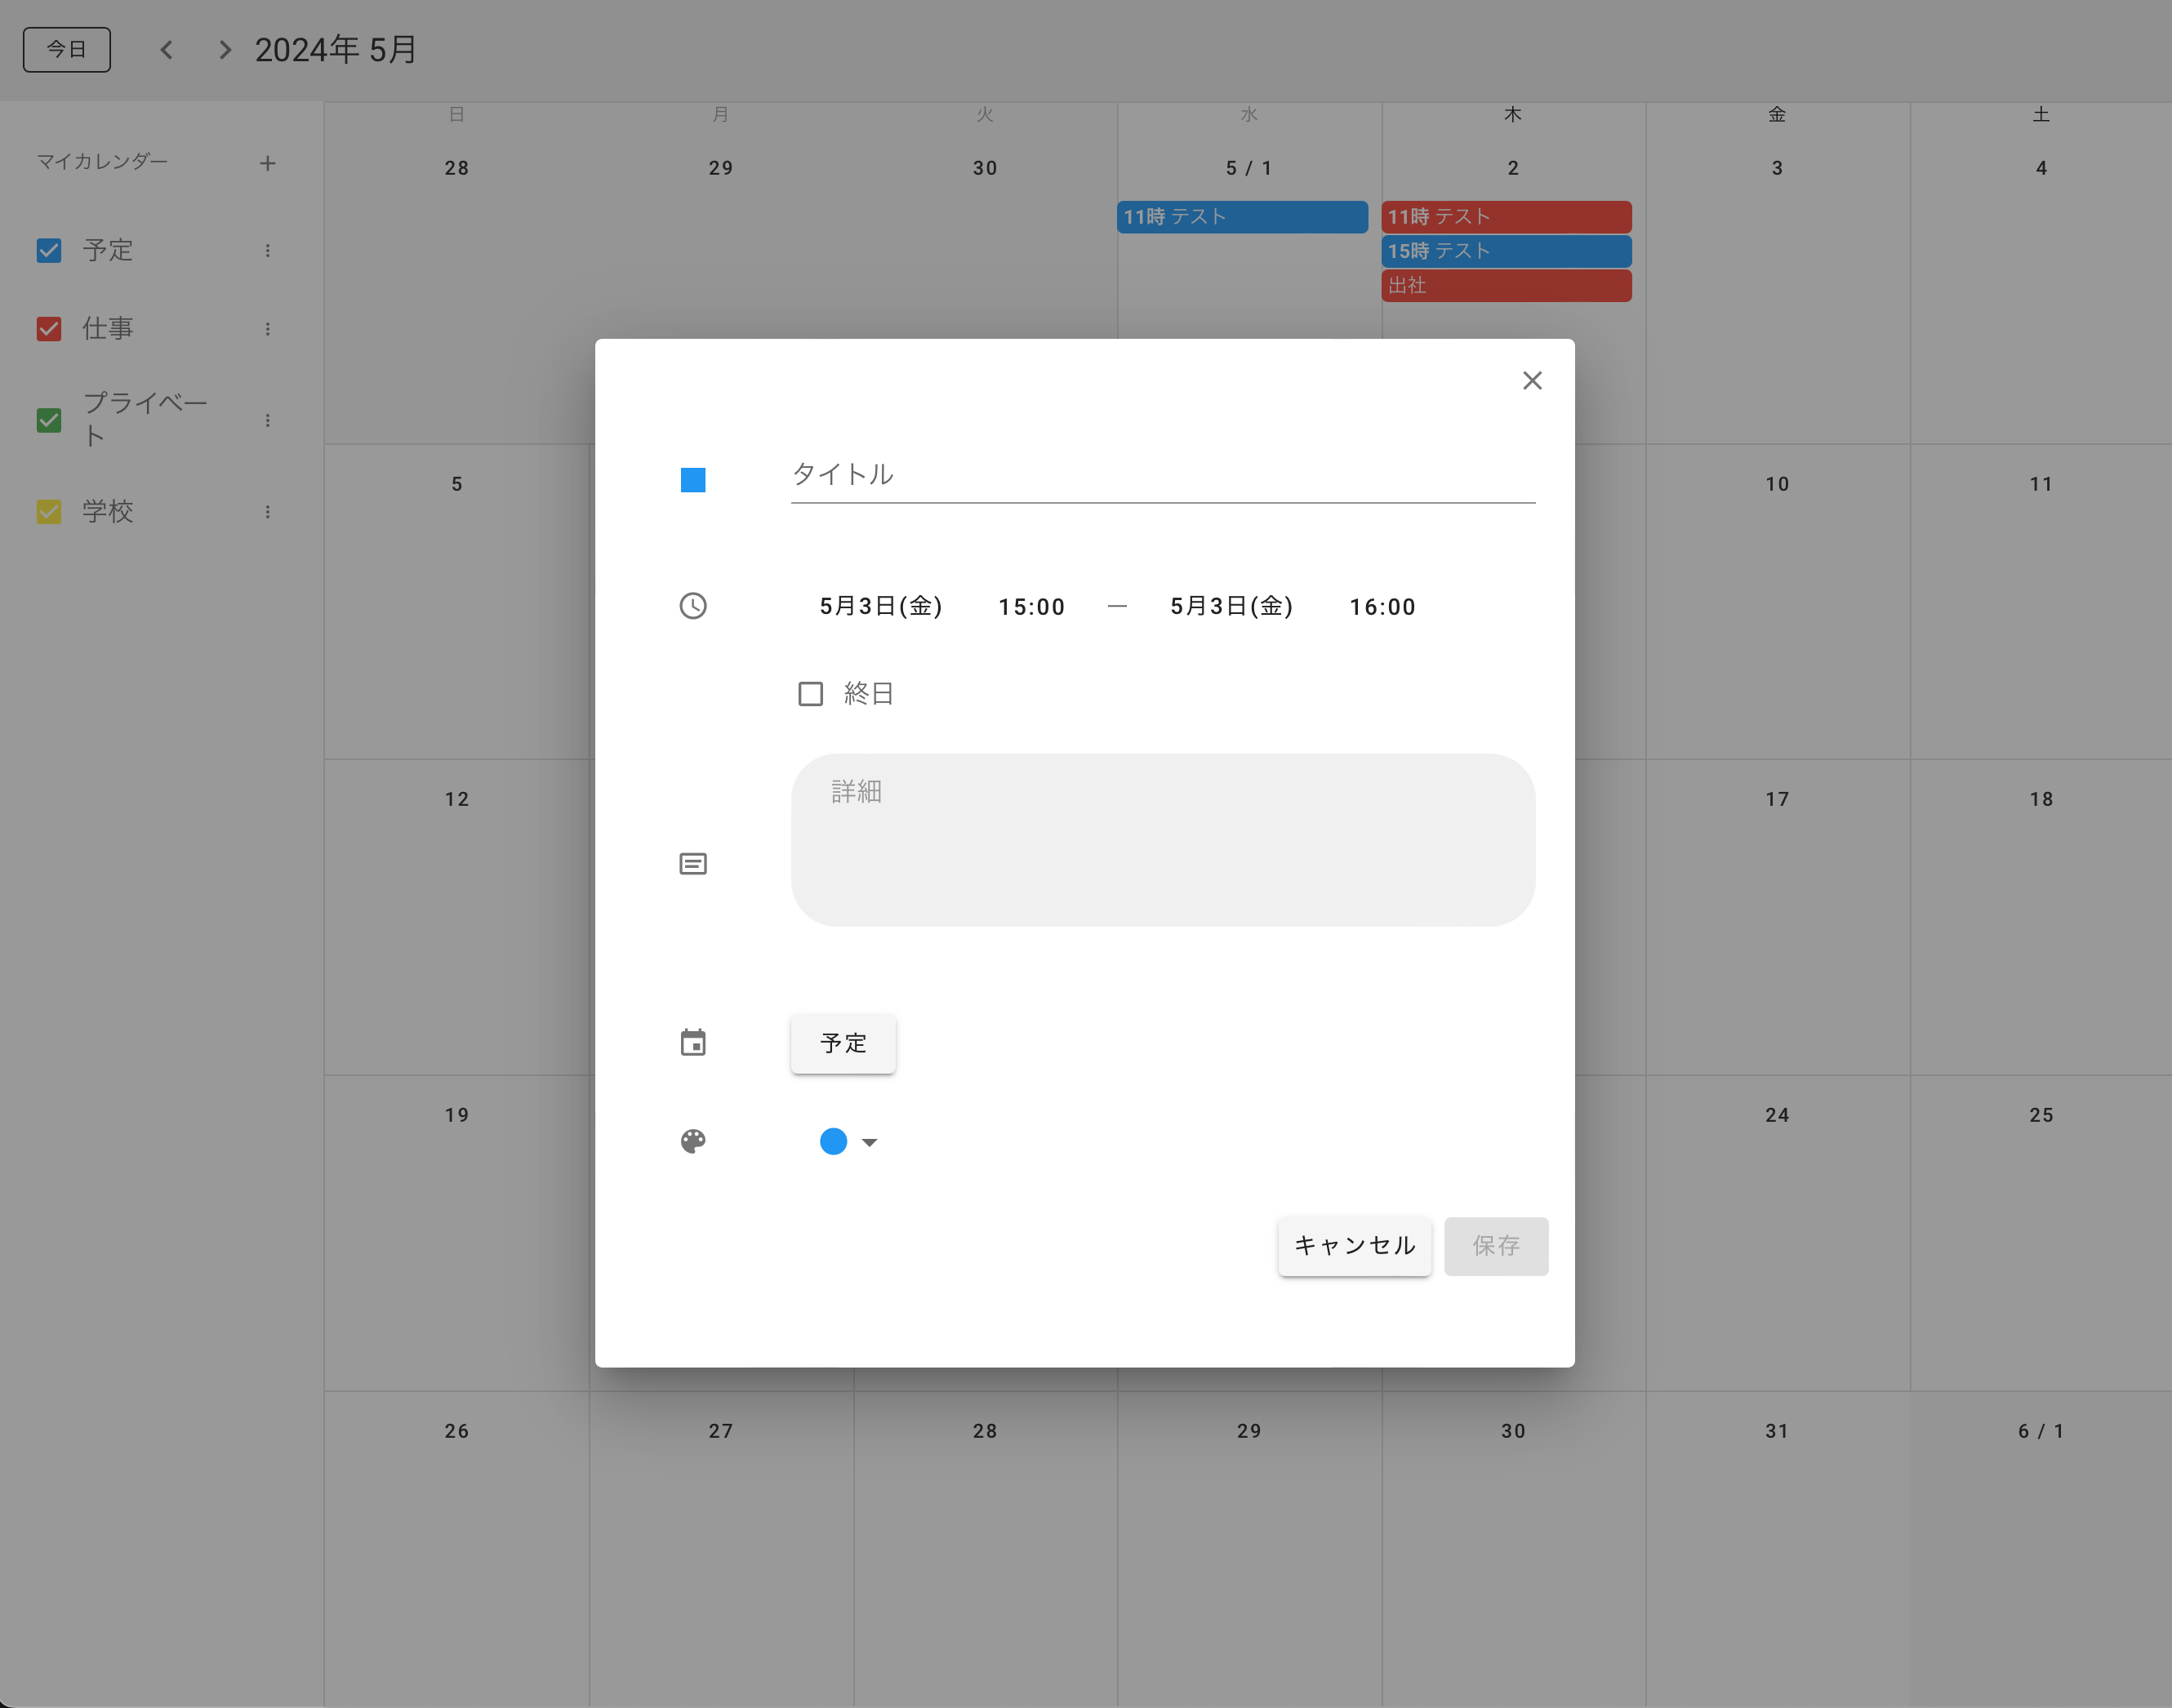 今日
2024年 5月
マイカレンダー
予定
仕事
プライベー
ト
学校
日 月 火 水 木 金 土
28 29 30 5 / 1 2 3 4
11時 テスト
11時 テスト
15時 テスト
出社
5 10 11
12 17 18
19 24 25
26 27 28 29 30 31 6 / 1
タイトル
5月3日(金) 15:00 — 5月3日(金) 16:00
終日
詳細
予定
キャンセル 保存